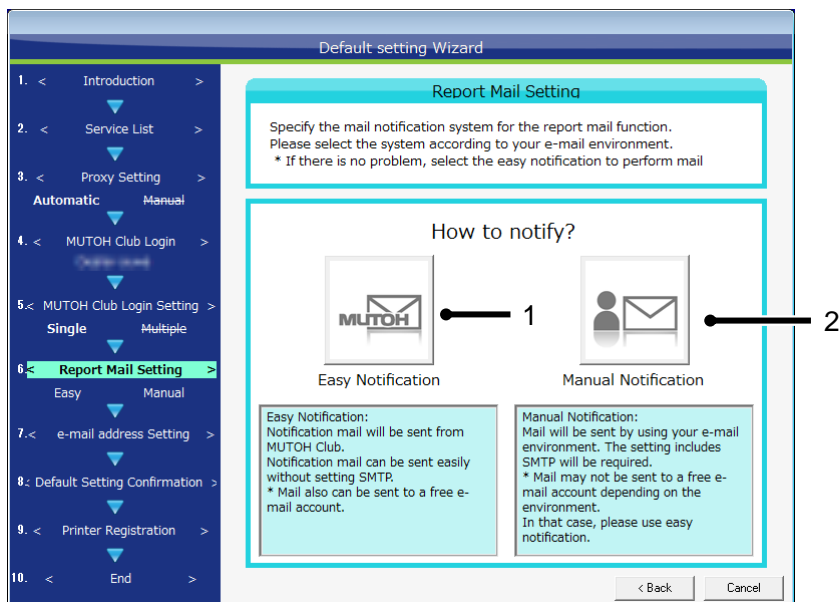 Default setting Wizard
1. < Introduction >
2. < Service List >
3. < Proxy Setting >
Automatic Manual
4. < MUTOH Club Login >
5.< MUTOH Club Login Setting >
Single Multiple
6.< Report Mail Setting >
Easy Manual
7.< e-mail address Setting >
8.< Default Setting Confirmation >
9. < Printer Registration >
10. < End >
Report Mail Setting
Specify the mail notification system for the report mail function.
Please select the system according to your e-mail environment.
* If there is no problem, select the easy notification to perform mail
How to notify?
MUTOH
1
2
Easy Notification
Manual Notification
Easy Notification:
Notification mail will be sent from
MUTOH Club.
Notification mail can be sent easily
without setting SMTP.
* Mail also can be sent to a free e-
mail account.
Manual Notification:
Mail will be sent by using your e-mail
environment. The setting includes
SMTP will be required.
* Mail may not be sent to a free e-
mail account depending on the
environment.
In that case, please use easy
notification.
< Back
Cancel